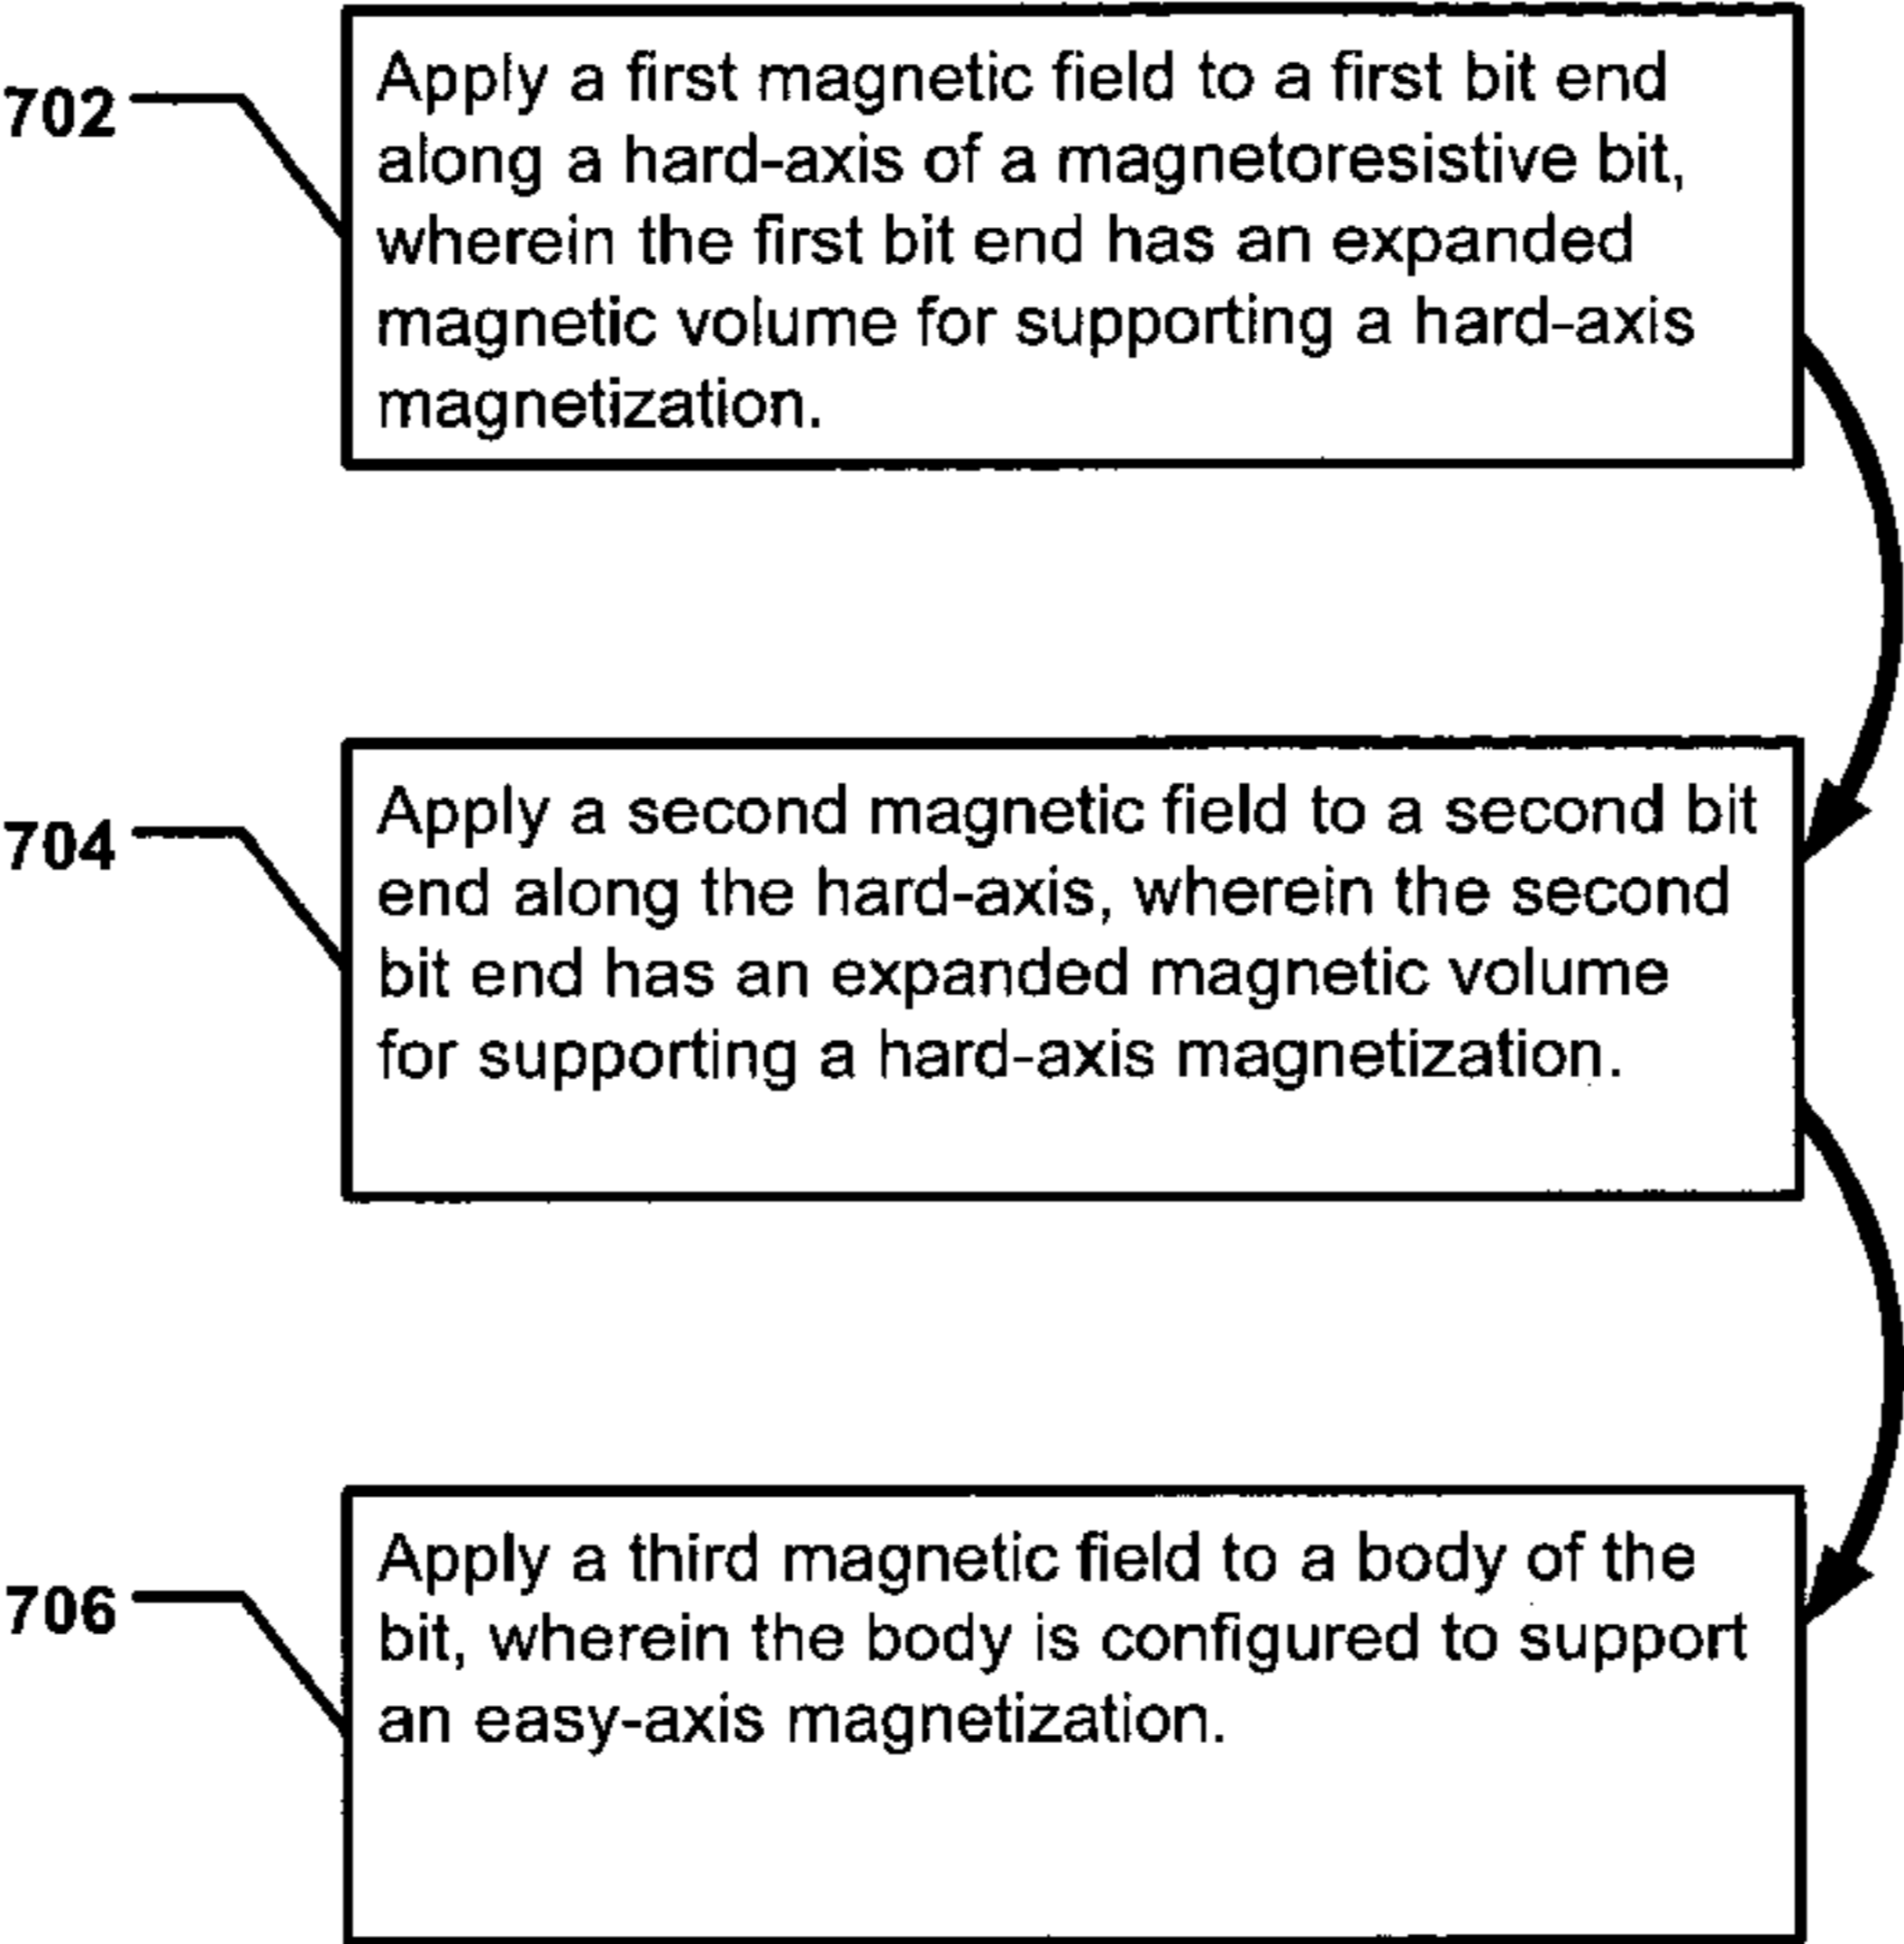 702
Apply a first magnetic field to a first bit end
along a hard-axis of a magnetoresistive bit,
wherein the first bit end has an expanded
magnetic volume for supporting a hard-axis
magnetization.
704
Apply a second magnetic field to a second bit
end along the hard-axis, wherein the second
bit end has an expanded magnetic volume
for supporting a hard-axis magnetization.
706
Apply a third magnetic field to a body of the
bit, wherein the body is configured to support
an easy-axis magnetization.